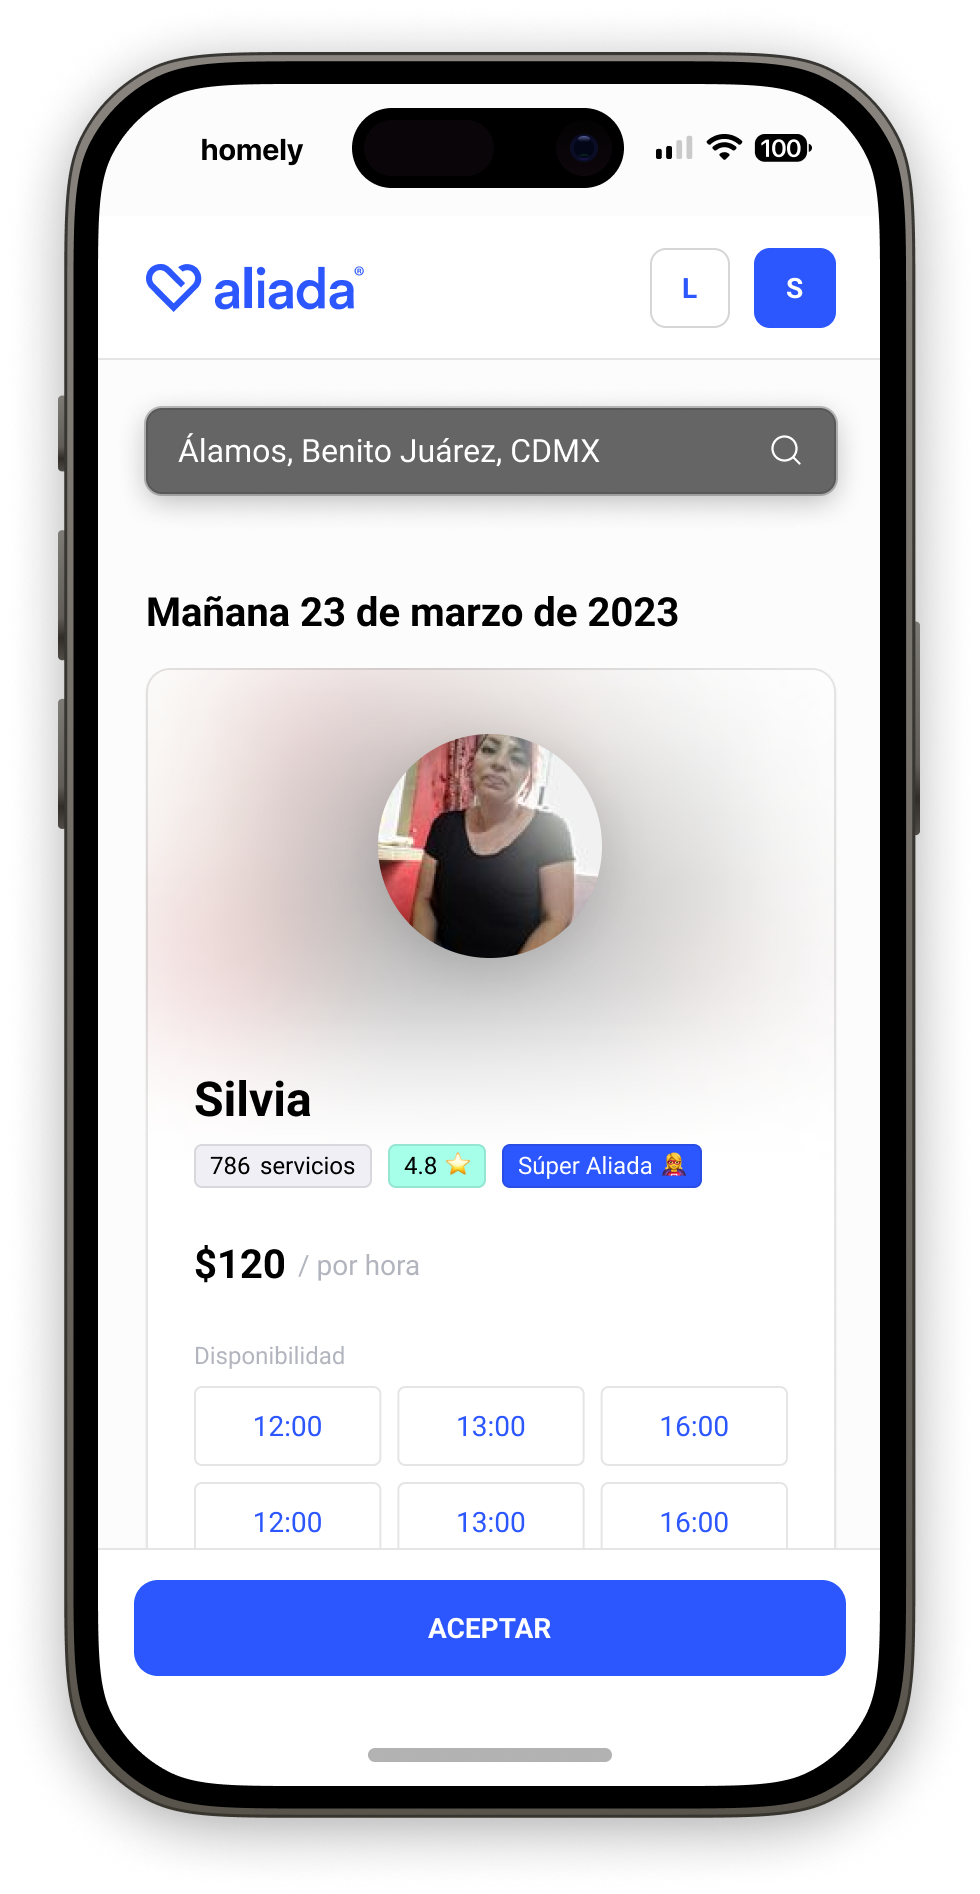 homely
100
aliada®
L
S
Álamos, Benito Juárez, CDMX
Mañana 23 de marzo de 2023
Silvia
786 servicios
4.8
Súper Aliada
$120 / por hora
Disponibilidad
12:00
13:00
16:00
12:00
13:00
16:00
ACEPTAR